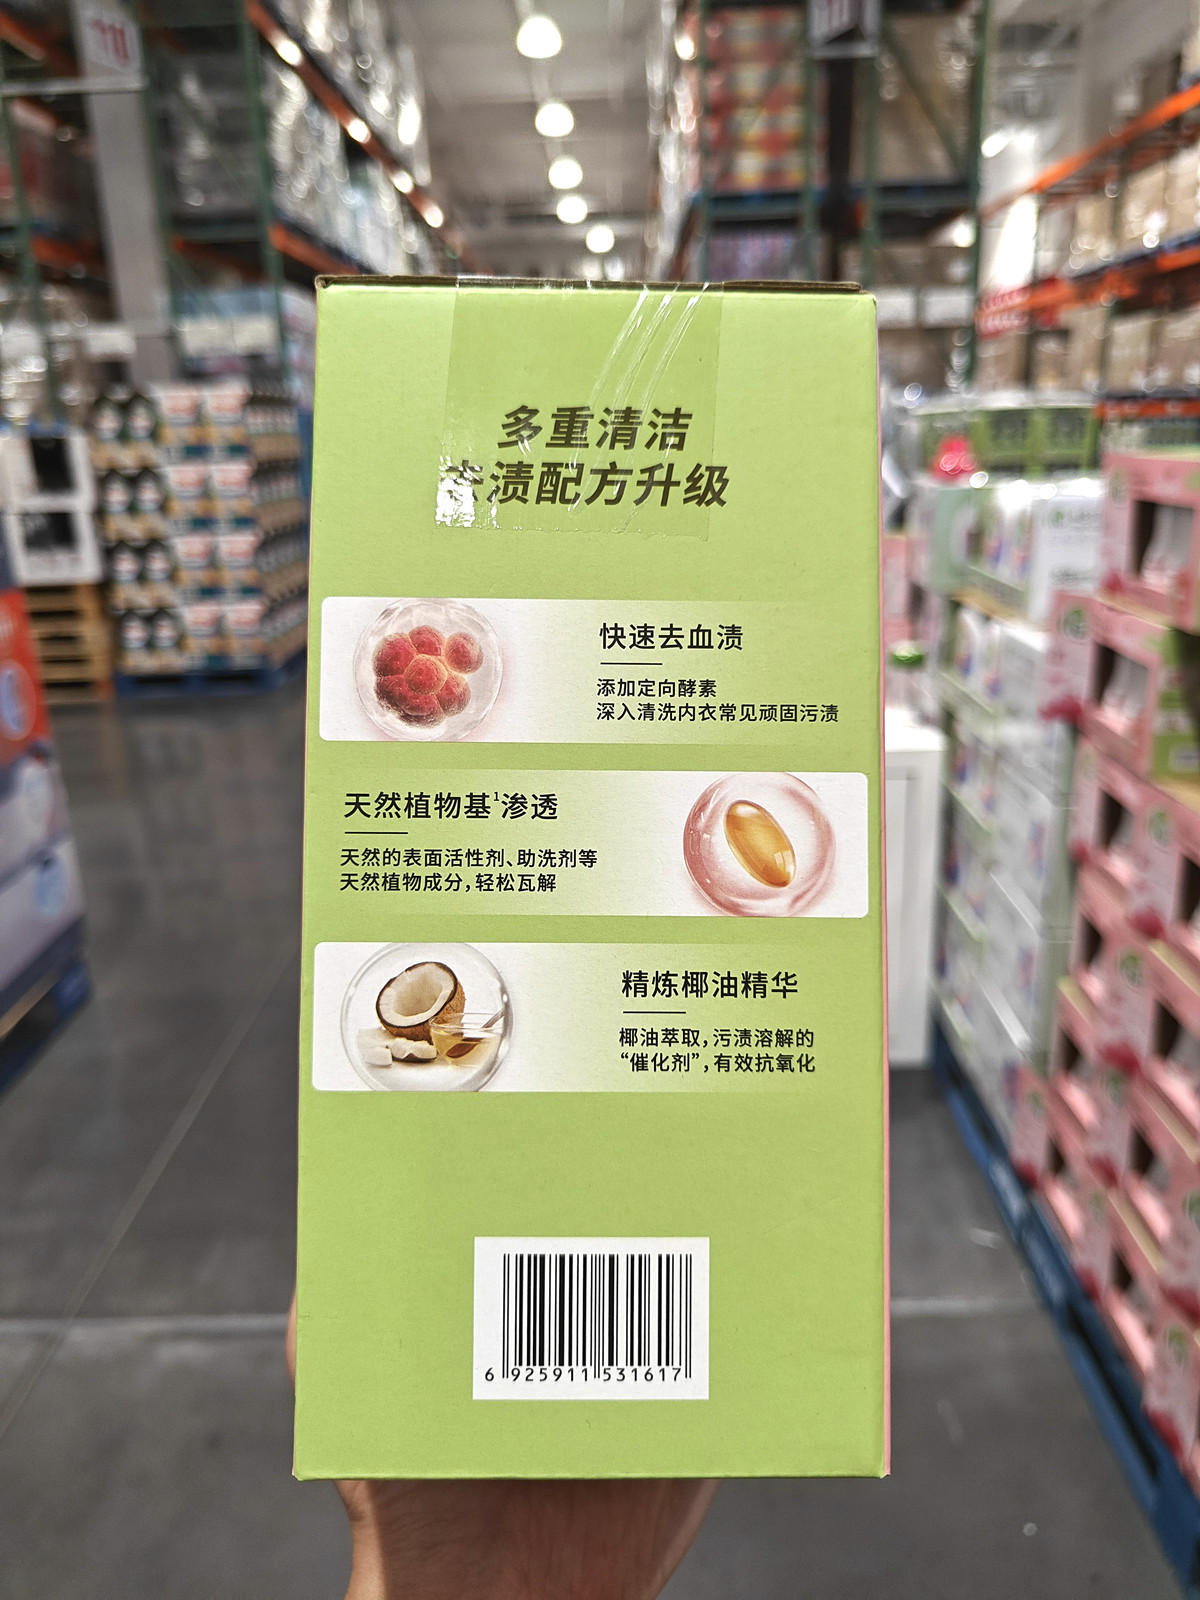 多重清洁
去渍配方升级
快速去血渍
添加定向酵素
深入清洗内衣常见顽固污渍
天然植物基¹渗透
天然的表面活性剂、助洗剂等
天然植物成分,轻松瓦解
精炼椰油精华
椰油萃取,污渍溶解的
“催化剂”,有效抗氧化
6 925911 531617